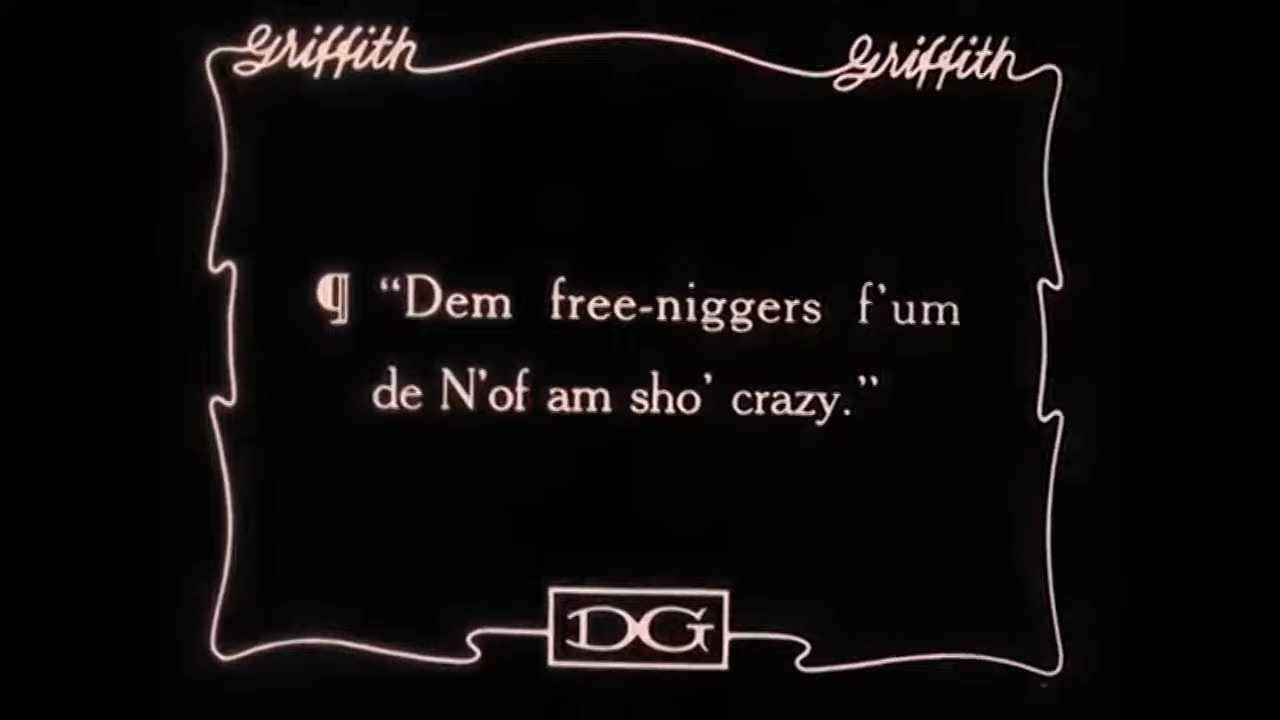 Griffith Griffith
¶ “Dem free-niggers f'um
de N'of am sho' crazy.”
DG